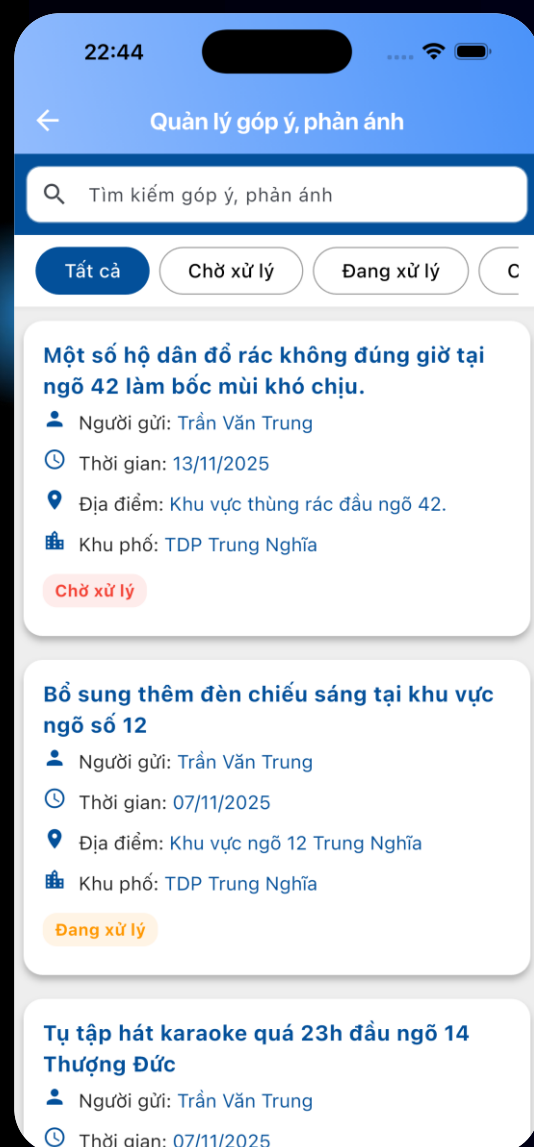 22:44
Quản lý góp ý, phản ánh
Tìm kiếm góp ý, phản ánh
Tất cả
Chờ xử lý
Đang xử lý
Một số hộ dân đổ rác không đúng giờ tại
ngõ 42 làm bốc mùi khó chịu.
Người gửi: Trần Văn Trung
Thời gian: 13/11/2025
Địa điểm: Khu vực thùng rác đầu ngõ 42.
Khu phố: TDP Trung Nghĩa
Chờ xử lý
Bổ sung thêm đèn chiếu sáng tại khu vực
ngõ số 12
Người gửi: Trần Văn Trung
Thời gian: 07/11/2025
Địa điểm: Khu vực ngõ 12 Trung Nghĩa
Khu phố: TDP Trung Nghĩa
Đang xử lý
Tụ tập hát karaoke quá 23h đầu ngõ 14
Thượng Đức
Người gửi: Trần Văn Trung
Thời gian: 07/11/2025